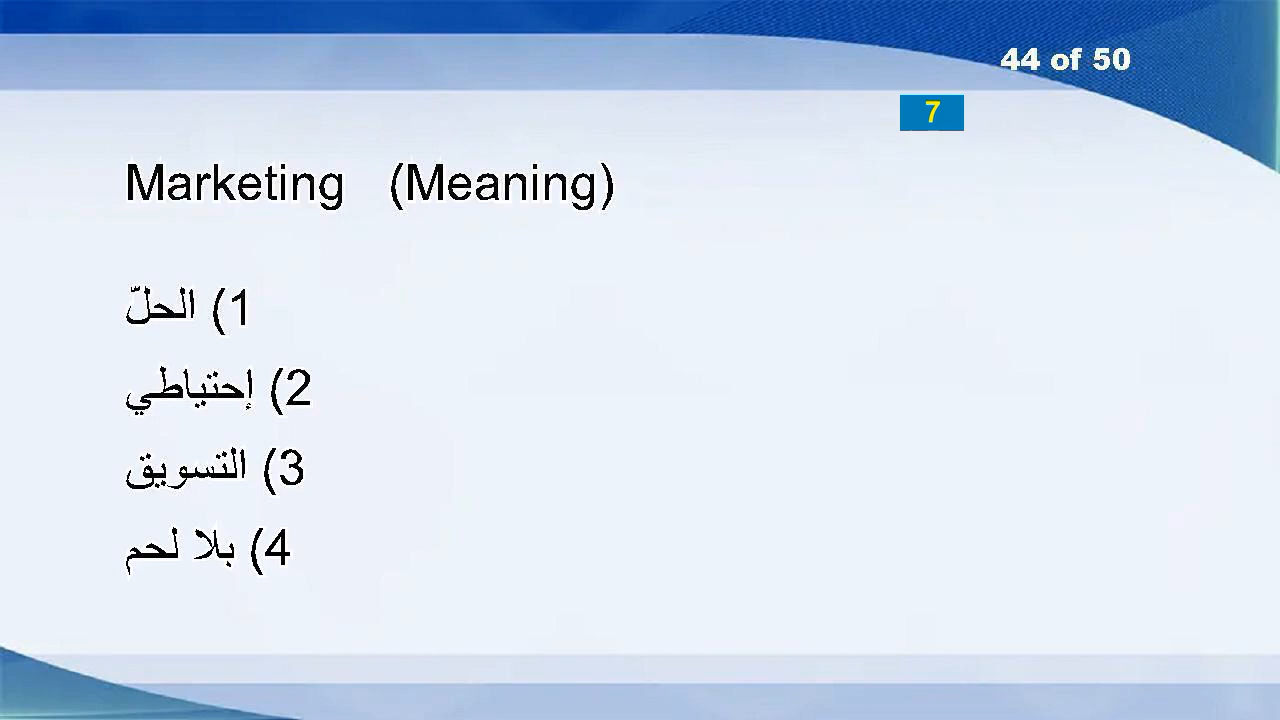 44 of 50
7
Marketing (Meaning)
1) الحلّ
2) إحتياطي
3) التسويق
4) بلا لحم